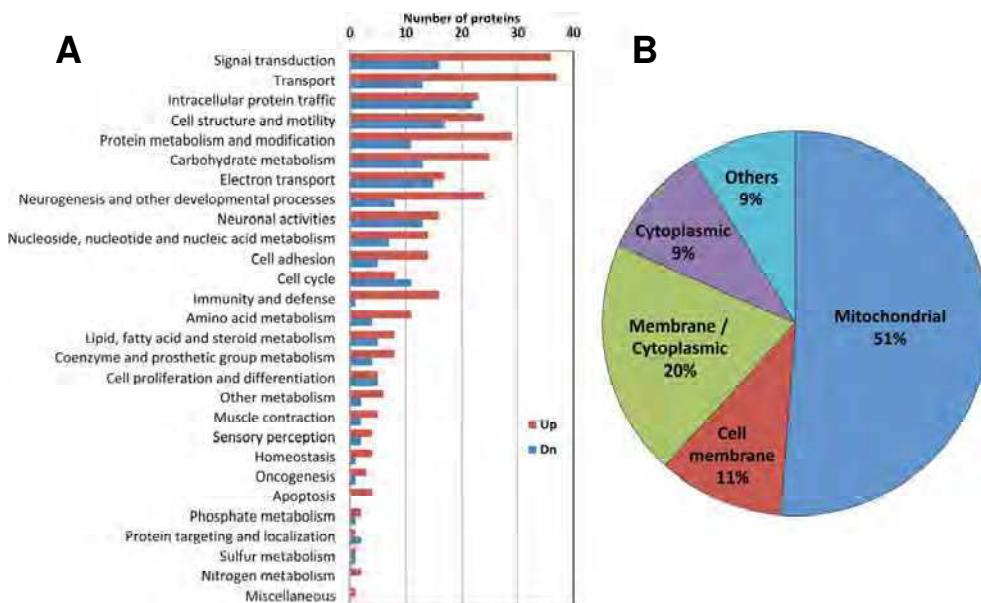 A
Number of proteins
0 10 20 30 40
Signal transduction
Transport
Intracellular protein traffic
Cell structure and motility
Protein metabolism and modification
Carbohydrate metabolism
Electron transport
Neurogenesis and other developmental processes
Neuronal activities
Nucleoside, nucleotide and nucleic acid metabolism
Cell adhesion
Cell cycle
Immunity and defense
Amino acid metabolism
Lipid, fatty acid and steroid metabolism
Coenzyme and prosthetic group metabolism
Cell proliferation and differentiation
Other metabolism
Muscle contraction
Sensory perception
Homeostasis
Oncogenesis
Apoptosis
Phosphate metabolism
Protein targeting and localization
Sulfur metabolism
Nitrogen metabolism
Miscellaneous
Up
Dn
B
Others
9%
Cytoplasmic
9%
Mitochondrial
51%
Membrane /
Cytoplasmic
20%
Cell
membrane
11%